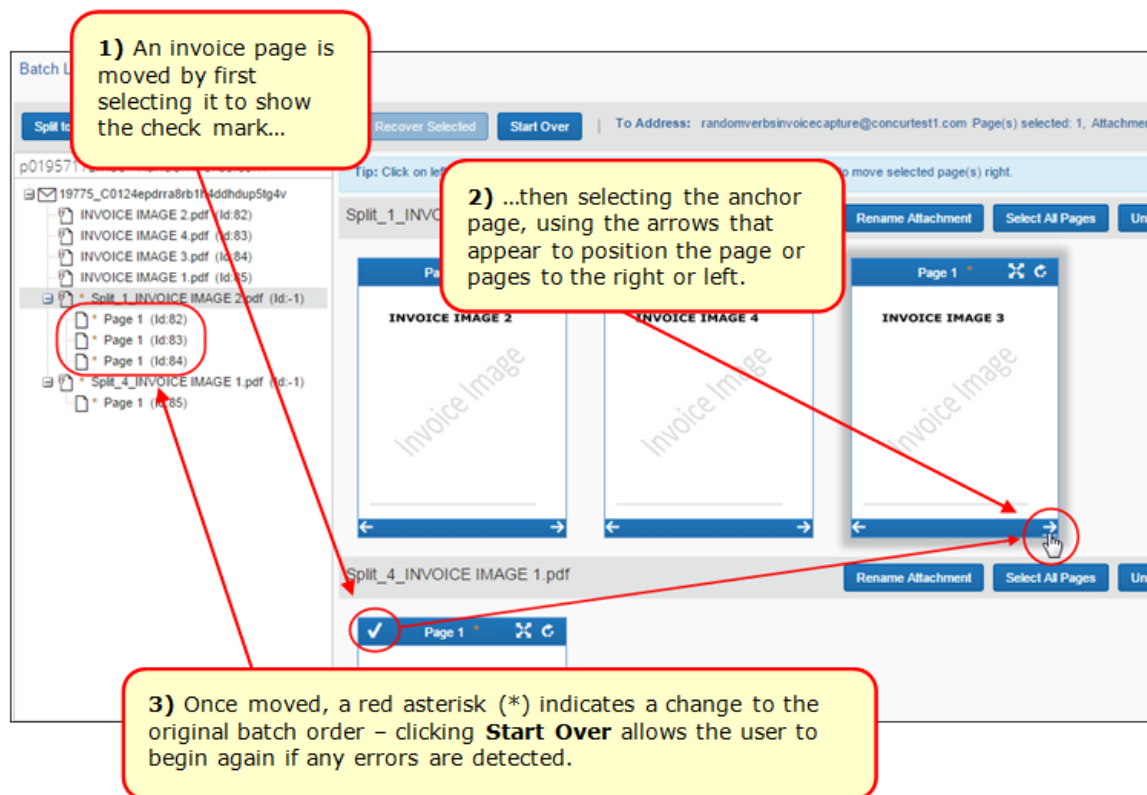 1) An invoice page is
moved by first
selecting it to show
the check mark...
Batch
Split
Recover Selected
Start Over
| To Address: randomverbsinvoicecapture@concurtest1.com Page(s) selected: 1, Attachmen
Tip: Click on left
to move selected page(s) right.
2) ...then selecting the anchor
page, using the arrows that
appear to position the page or
pages to the right or left.
19775_C0124epdrra8rb1h4ddhdup5tg4v
INVOICE IMAGE 2.pdf (Id:82)
INVOICE IMAGE 4.pdf (Id:83)
INVOICE IMAGE 3.pdf (Id:84)
INVOICE IMAGE 1.pdf (Id:85)
* Split_1_INVOICE IMAGE 2.pdf (Id:-1)
* Page 1 (Id:82)
* Page 1 (Id:83)
* Page 1 (Id:84)
* Split_4_INVOICE IMAGE 1.pdf (Id:-1)
* Page 1 (Id:85)
Split_1_INVO
Rename Attachment
Select All Pages
Un
Pa
Page 1 *
INVOICE IMAGE 2
INVOICE IMAGE 4
INVOICE IMAGE 3
Invoice Image
Invoice Image
Invoice Image
Split_4_INVOICE IMAGE 1.pdf
Rename Attachment
Select All Pages
Un
Page 1 *
3) Once moved, a red asterisk (*) indicates a change to the
original batch order – clicking Start Over allows the user to
begin again if any errors are detected.